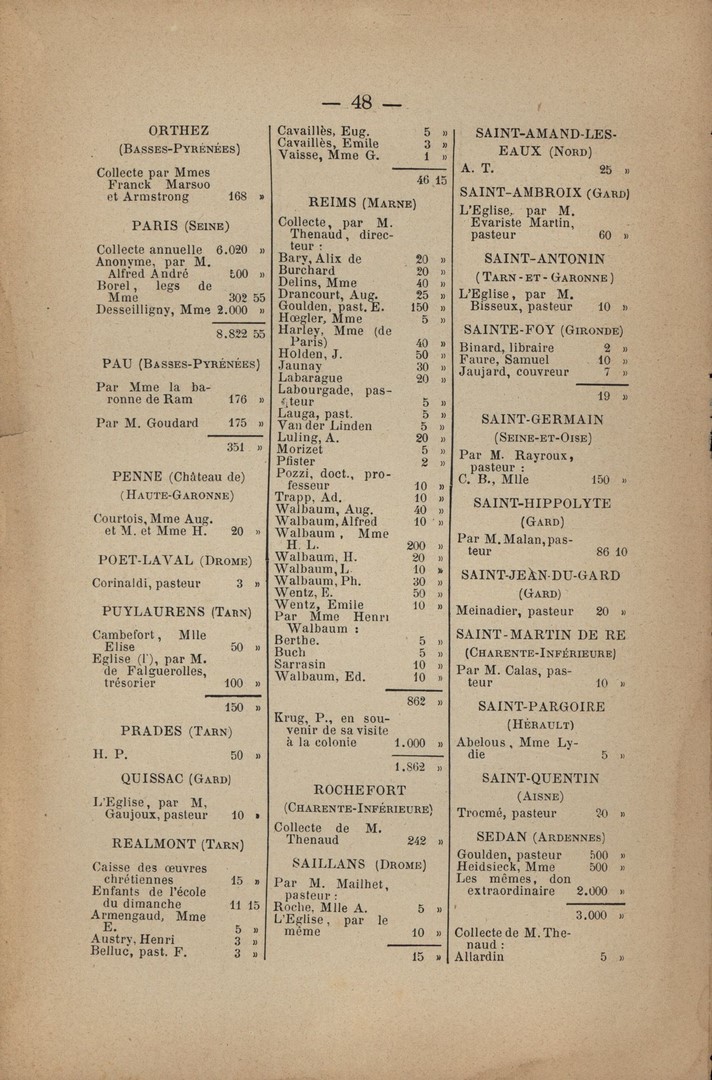 — 48 —
ORTHEZ
(BASSES-PYRÉNÉES)
Collecte par Mmes
Franck Marsoo
et Armstrong 168 »
PARIS (SEINE)
Collecte annuelle 6.020 »
Anonyme, par M.
Alfred André 500 »
Borel, legs de
Mme 302 55
Desseilligny, Mme 2.000 »
8.822 55
PAU (BASSES-PYRÉNÉES)
Par Mme la ba-
ronne de Ram 176 »
Par M. Goudard 175 »
351 »
PENNE (Château de)
(HAUTE-GARONNE)
Courtois, Mme Aug.
et M. et Mme H. 20 »
POET-LAVAL (DROME)
Corinaldi, pasteur 3 »
PUYLAURENS (TARN)
Cambefort, Mlle
Elise 50 »
Eglise (l'), par M.
de Falguerolles,
trésorier 100 »
150 »
PRADES (TARN)
H. P. 50 »
QUISSAC (GARD)
L'Eglise, par M.
Gaujoux, pasteur 10 »
REALMONT (TARN)
Caisse des œuvres
chrétiennes 15 »
Enfants de l'école
du dimanche 11 15
Armengaud, Mme
E. 5 »
Austry, Henri 3 »
Belluc, past. F. 3 »
Cavaillès, Eug. 5 »
Cavaillès, Emile 3 »
Vaisse, Mme G. 1 »
46 15
REIMS (MARNE)
Collecte, par M.
Thenaud, direc-
teur :
Bary, Alix de 20 »
Burchard 20 »
Delins, Mme 40 »
Drancourt, Aug. 25 »
Goulden, past. E. 150 »
Hœgler, Mme 5 »
Harley, Mme (de
Paris) 40 »
Holden, J. 50 »
Jaunay 30 »
Labarague 20 »
Labourgade, pas-
teur 5 »
Lauga, past. 5 »
Van der Linden 5 »
Luling, A. 20 »
Morizet 5 »
Pfister 2 »
Pozzi, doct., pro-
fesseur 10 »
Trapp, Ad. 10 »
Walbaum, Aug. 40 »
Walbaum, Alfred 10 »
Walbaum, Mme
H. L. 200 »
Walbaum, H. 20 »
Walbaum, L. 10 »
Walbaum, Ph. 30 »
Wentz, E. 50 »
Wentz, Emile 10 »
Par Mme Henri
Walbaum :
Berthe. 5 »
Buch 5 »
Sarrasin 10 »
Walbaum, Ed. 10 »
862 »
Krug, P., en sou-
venir de sa visite
à la colonie 1.000 »
1.862 »
ROCHEFORT
(CHARENTE-INFÉRIEURE)
Collecte de M.
Thenaud 242 »
SAILLANS (DROME)
Par M. Mailhet,
pasteur :
Roche, Mlle A. 5 »
L'Eglise, par le
même 10 »
15 »
SAINT-AMAND-LES-
EAUX (NORD)
A. T. 25 »
SAINT-AMBROIX (GARD)
L'Eglise, par M.
Evariste Martin,
pasteur 60 »
SAINT-ANTONIN
(TARN-ET-GARONNE)
L'Eglise, par M.
Bisseux, pasteur 10 »
SAINTE-FOY (GIRONDE)
Binard, libraire 2 »
Faure, Samuel 10 »
Jaujard, couvreur 7 »
19 »
SAINT-GERMAIN
(SEINE-ET-OISE)
Par M. Rayroux,
pasteur :
C. B., Mlle 150 »
SAINT-HIPPOLYTE
(GARD)
Par M. Malan, pas-
teur 86 10
SAINT-JEAN-DU-GARD
(GARD)
Meinadier, pasteur 20 »
SAINT-MARTIN DE RE
(CHARENTE-INFÉRIEURE)
Par M. Calas, pas-
teur 10 »
SAINT-PARGOIRE
(HÉRAULT)
Abelous, Mme Ly-
die 5 »
SAINT-QUENTIN
(AISNE)
Trocmé, pasteur 20 »
SEDAN (ARDENNES)
Goulden, pasteur 500 »
Heidsieck, Mme 500 »
Les mêmes, don
extraordinaire 2.000 »
3.000 »
Collecte de M. The-
naud :
Allardin 5 »